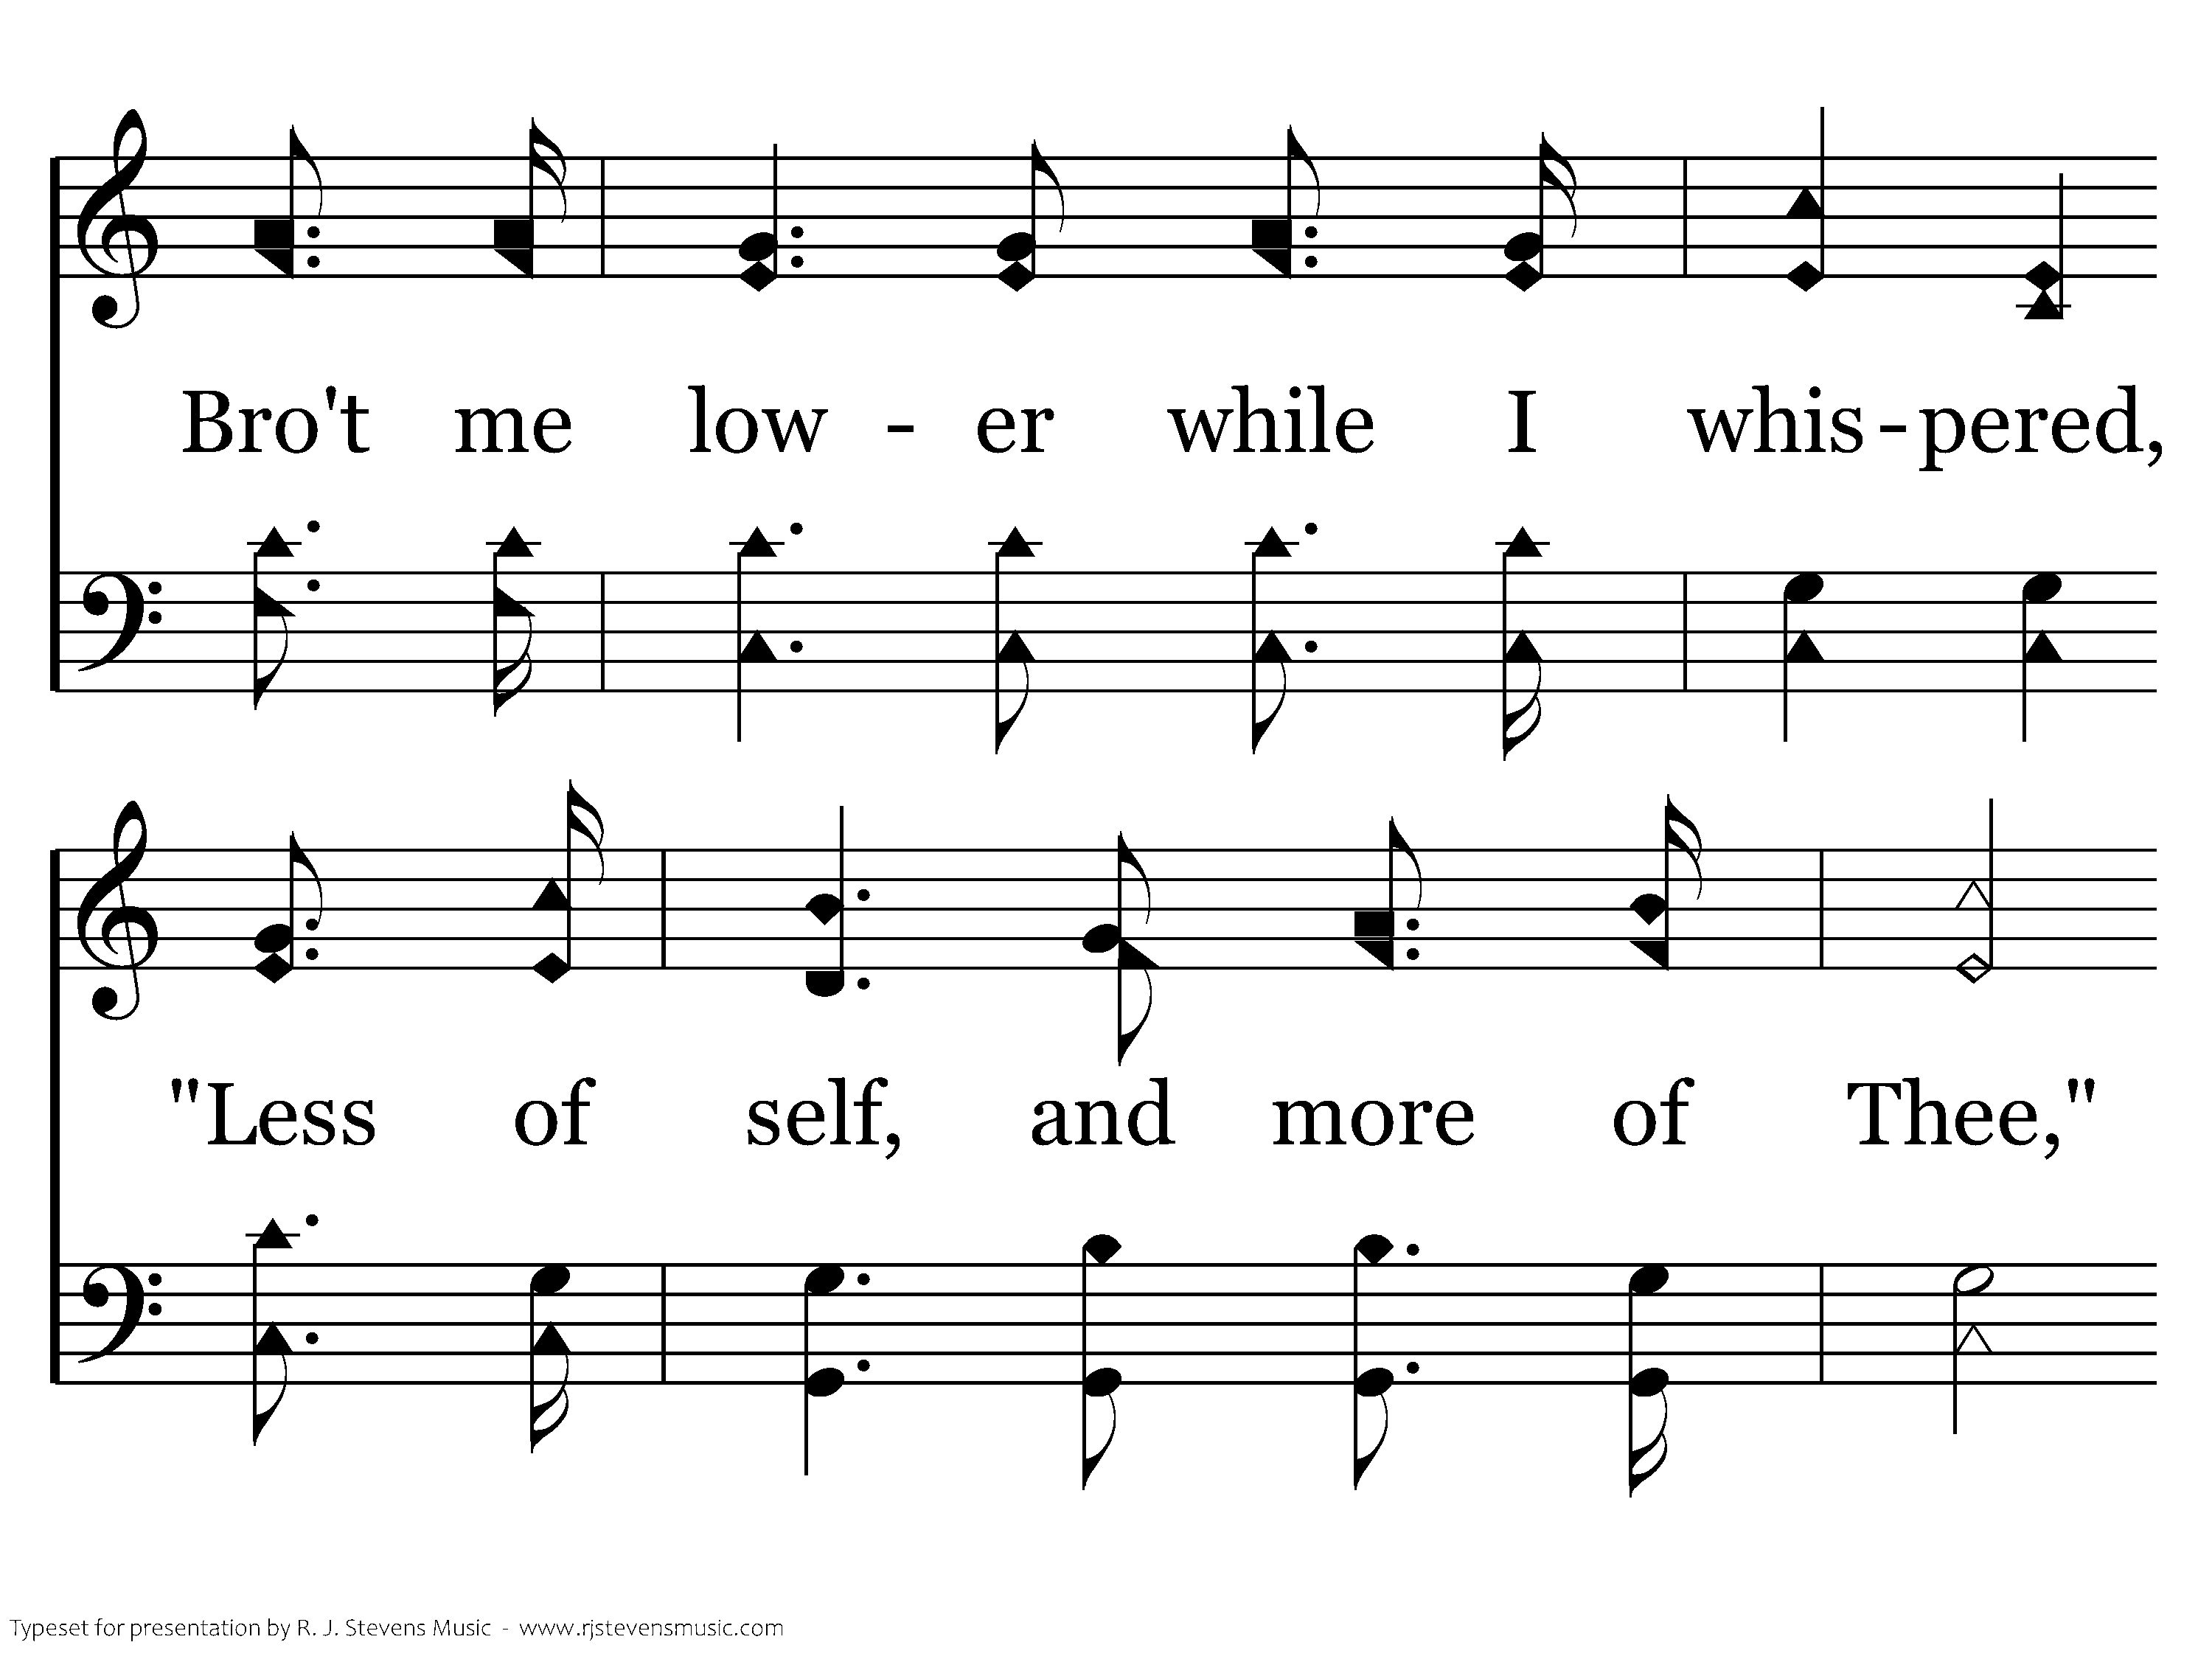 Bro't me low - er while I whis - pered,
"Less of self, and more of Thee,"
Typeset for presentation by R. J. Stevens Music - www.rjstevensmusic.com